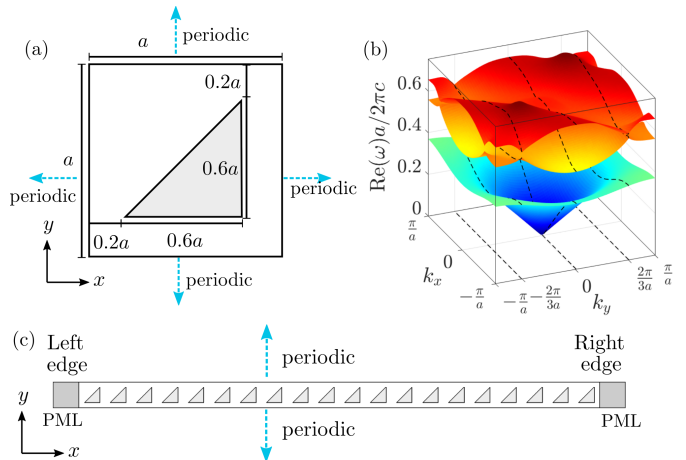 (a)
periodic
a
0.2a
a
0.6a
periodic
periodic
0.2a
0.6a
periodic
y
x
(b)
Re(ω)a/2πc
0.6
0.4
0.2
0
π/a
0
k_x
−π/a
−π/a
−2π/3a
0
k_y
2π/3a
π/a
(c)
Left
edge
periodic
Right
edge
y
PML
periodic
PML
x